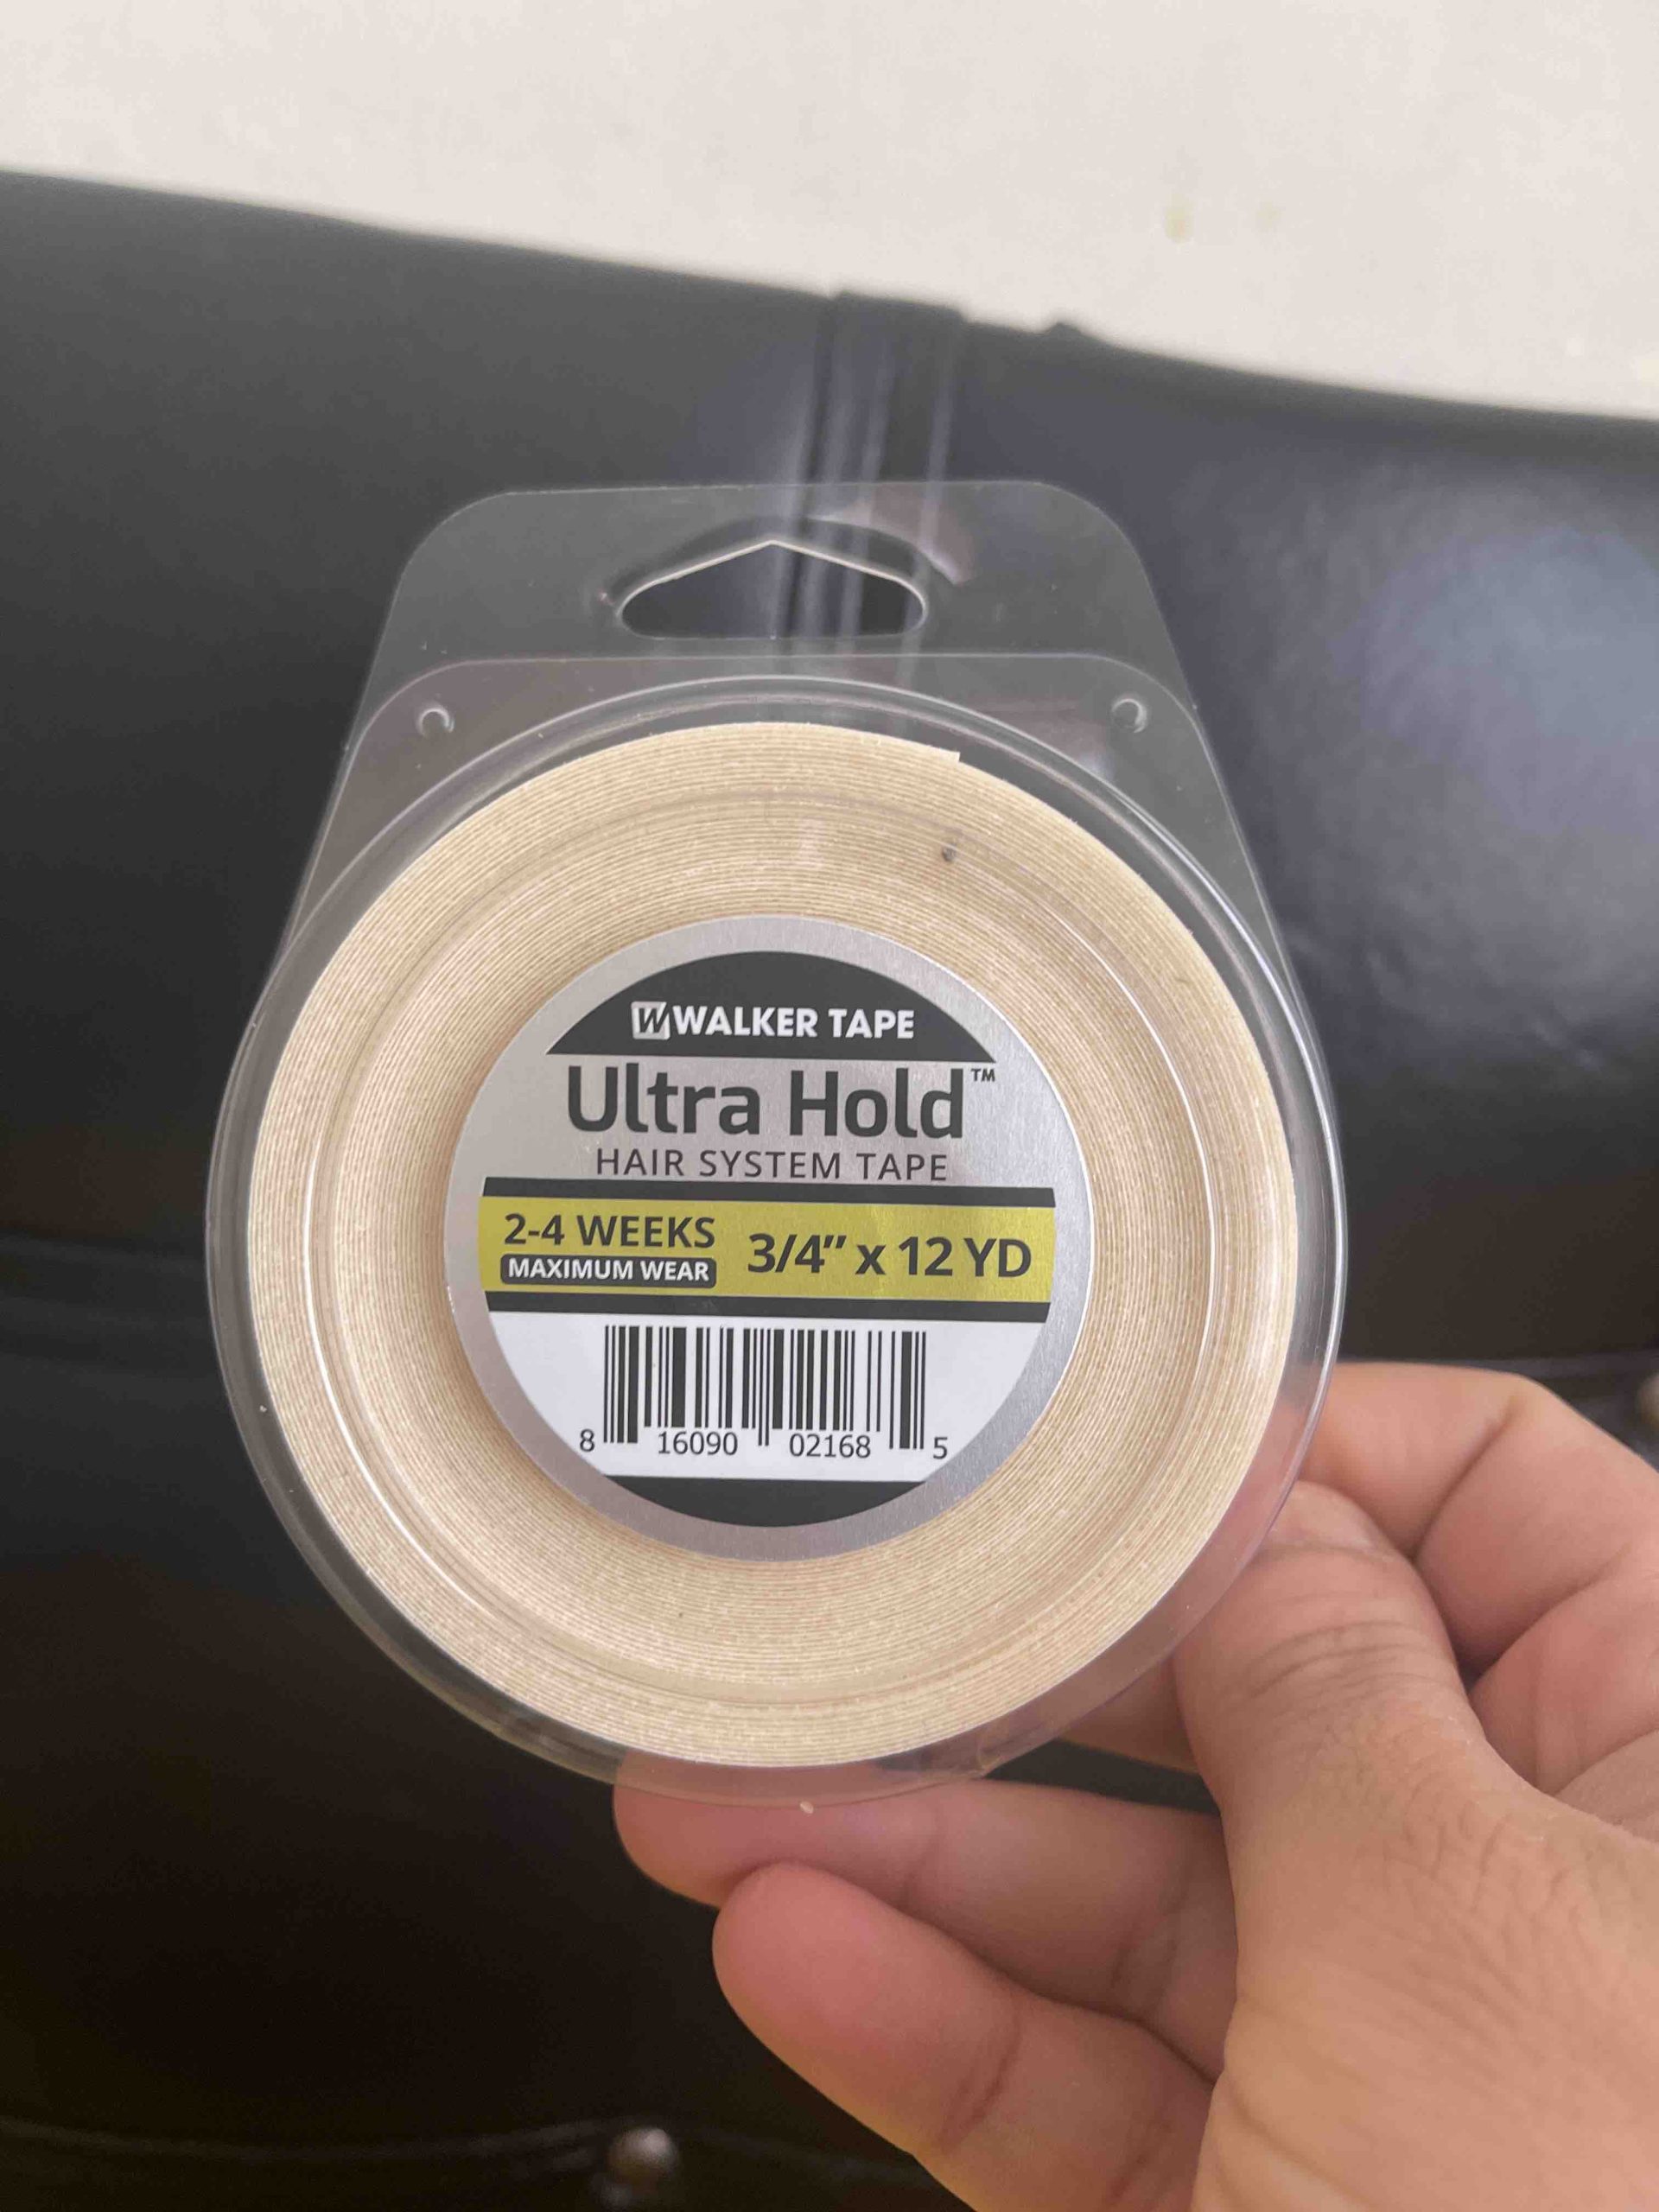 W WALKER TAPE
Ultra Hold™
HAIR SYSTEM TAPE
2-4 WEEKS
MAXIMUM WEAR
3/4” x 12 YD
8 16090 02168 5